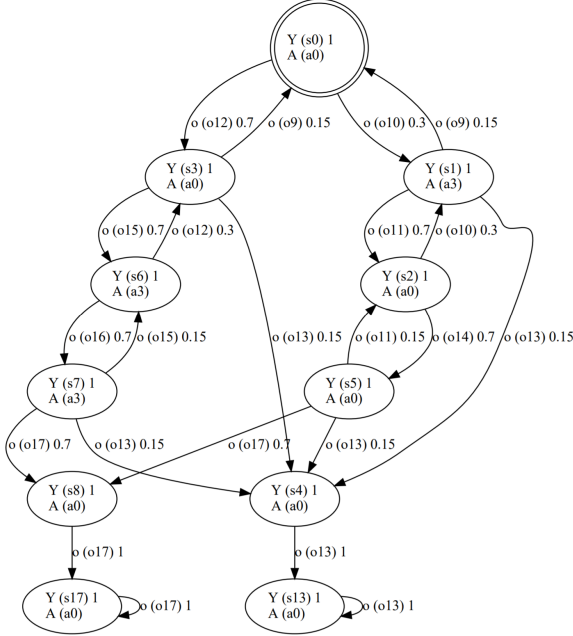 Y (s0) 1
A (a0)
o (o12) 0.7
o (o9) 0.15
o (o10) 0.3
o (o9) 0.15
Y (s3) 1
A (a0)
Y (s1) 1
A (a3)
o (o15) 0.7
o (o12) 0.3
o (o11) 0.7
o (o10) 0.3
Y (s6) 1
A (a3)
Y (s2) 1
A (a0)
o (o16) 0.7
o (o15) 0.15
o (o13) 0.15
o (o11) 0.15
o (o14) 0.7
o (o13) 0.15
Y (s7) 1
A (a3)
Y (s5) 1
A (a0)
o (o17) 0.7
o (o13) 0.15
o (o17) 0.7
o (o13) 0.15
Y (s8) 1
A (a0)
Y (s4) 1
A (a0)
o (o17) 1
o (o13) 1
Y (s17) 1
A (a0)
o (o17) 1
Y (s13) 1
A (a0)
o (o13) 1